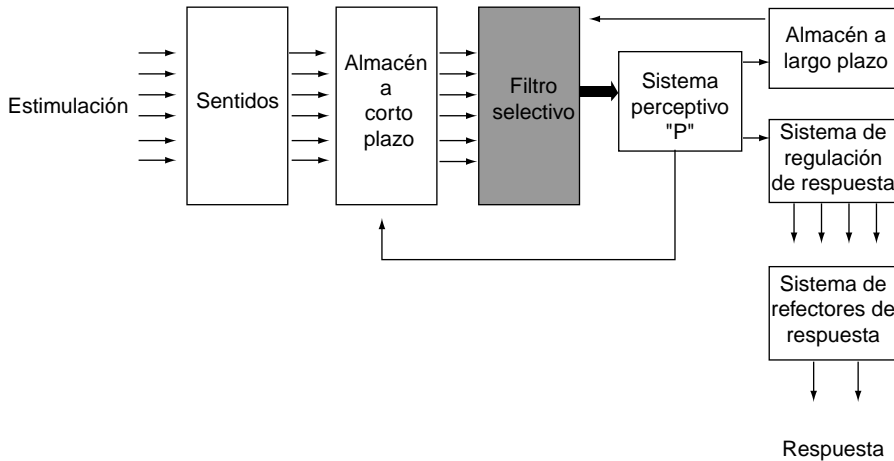 Estimulación
Sentidos
Almacén
a
corto
plazo
Filtro
selectivo
Sistema
perceptivo
"P"
Almacén a
largo plazo
Sistema de
regulación
de respuesta
Sistema de
refectores de
respuesta
Respuesta